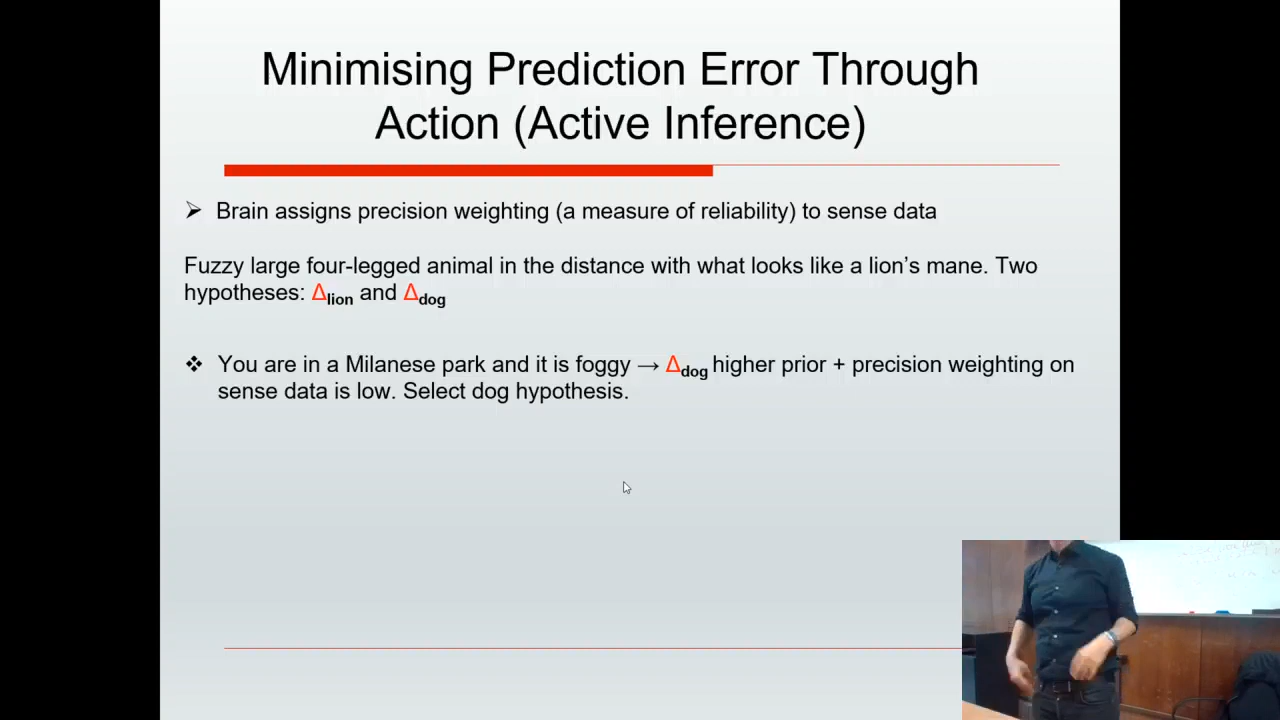 Minimising Prediction Error Through
Action (Active Inference)
➢ Brain assigns precision weighting (a measure of reliability) to sense data
Fuzzy large four-legged animal in the distance with what looks like a lion’s mane. Two
hypotheses: Δlion and Δdog
❖ You are in a Milanese park and it is foggy → Δdog higher prior + precision weighting on
sense data is low. Select dog hypothesis.